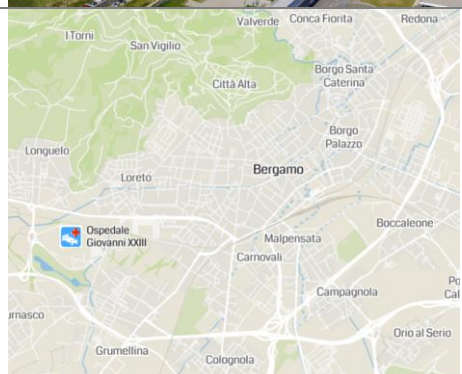 Valverde
Conca Fiorita
Redona
I Torni
San Vigilio
Città Alta
Borgo Santa
Caterina
Borgo
Palazzo
Longuelo
Loreto
Bergamo
Ospedale
Giovanni XXIII
Boccaleone
Malpensata
Carnovali
Campagnola
Orio al Serio
Grumellina
Colognola